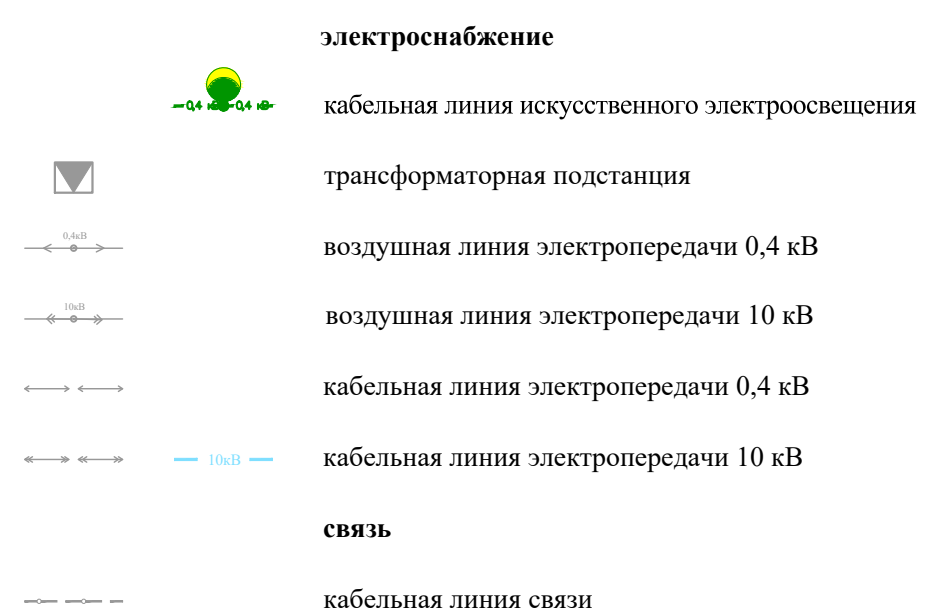 электроснабжение
0,4 кВ 0,4 кВ кабельная линия искусственного электроосвещения
трансформаторная подстанция
0,4кВ воздушная линия электропередачи 0,4 кВ
10кВ воздушная линия электропередачи 10 кВ
кабельная линия электропередачи 0,4 кВ
10кВ кабельная линия электропередачи 10 кВ
связь
кабельная линия связи